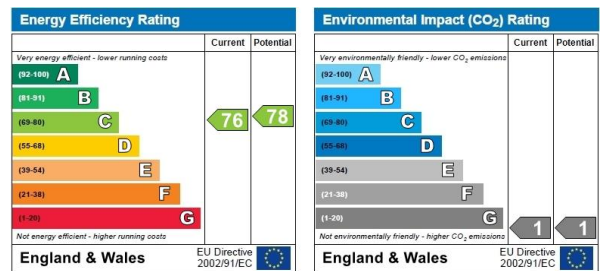 Energy Efficiency Rating
Current Potential
Very energy efficient - lower running costs
(92-100) A
(81-91) B
(69-80) C
76 78
(55-68) D
(39-54) E
(21-38) F
(1-20) G
Not energy efficient - higher running costs
England & Wales
EU Directive
2002/91/EC
Environmental Impact (CO2) Rating
Current Potential
Very environmentally friendly - lower CO2 emissions
(92-100) A
(81-91) B
(69-80) C
(55-68) D
(39-54) E
(21-38) F
(1-20) G
1 1
Not environmentally friendly - higher CO2 emissions
England & Wales
EU Directive
2002/91/EC